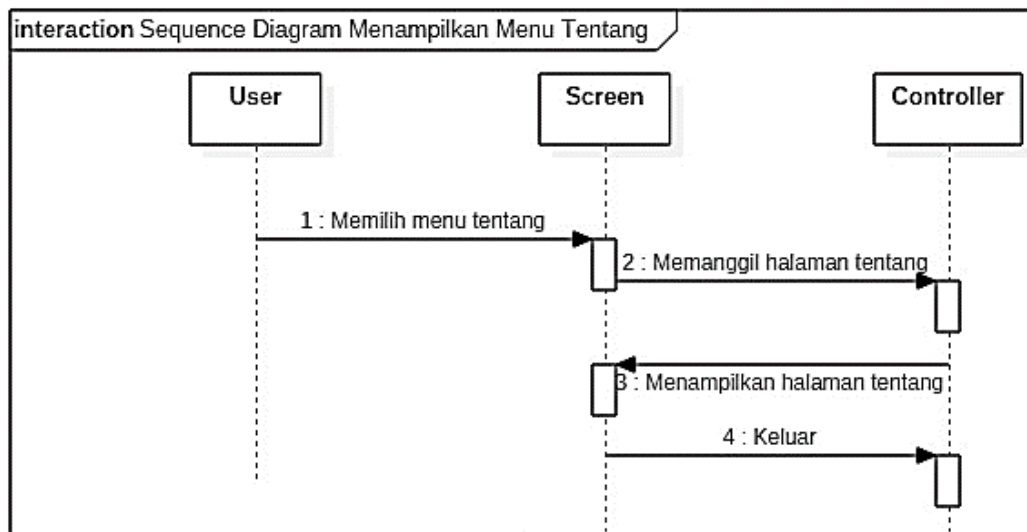 interaction Sequence Diagram Menampilkan Menu Tentang
User
Screen
Controller
1 : Memilih menu tentang
2 : Memanggil halaman tentang
3 : Menampilkan halaman tentang
4 : Keluar